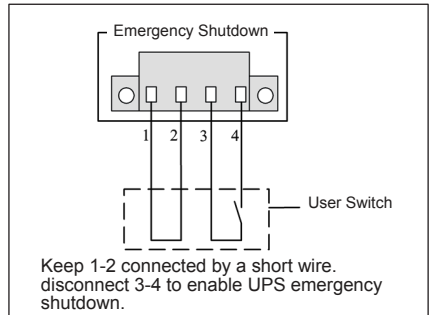 Emergency Shutdown
1 2 3 4
User Switch
Keep 1-2 connected by a short wire.
disconnect 3-4 to enable UPS emergency
shutdown.